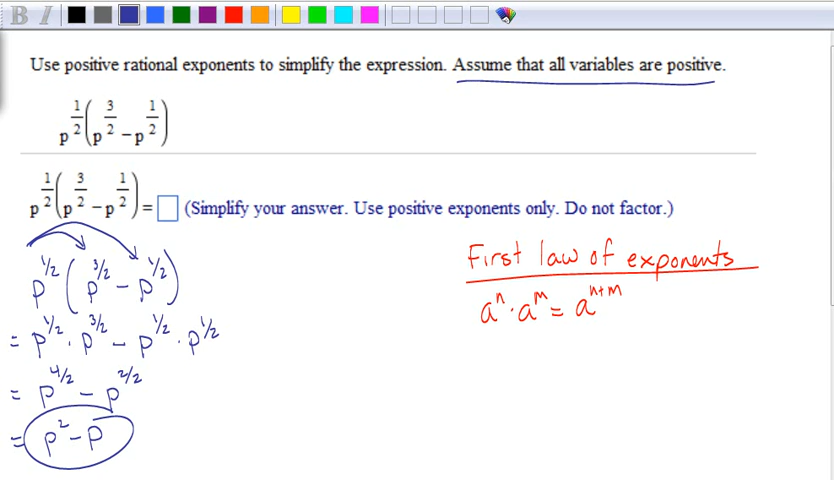 B I
Use positive rational exponents to simplify the expression. Assume that all variables are positive.
p^(1/2)(p^(3/2) − p^(1/2))
p^(1/2)(p^(3/2) − p^(1/2)) = (Simplify your answer. Use positive exponents only. Do not factor.)
p^(1/2) (p^(3/2) − p^(1/2))
= p^(1/2) · p^(3/2) − p^(1/2) · p^(1/2)
= p^(4/2) − p^(2/2)
= p² − p
First law of exponents
aⁿ · aᵐ = aⁿ⁺ᵐ